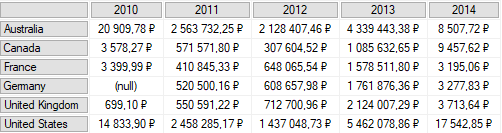 2010 2011 2012 2013 2014
Australia 20 909,78 ₽ 2 563 732,25 ₽ 2 128 407,46 ₽ 4 339 443,38 ₽ 8 507,72 ₽
Canada 3 578,27 ₽ 571 571,80 ₽ 307 604,52 ₽ 1 085 632,65 ₽ 9 457,62 ₽
France 3 399,99 ₽ 410 845,33 ₽ 648 065,54 ₽ 1 578 511,80 ₽ 3 195,06 ₽
Germany (null) 520 500,16 ₽ 608 657,98 ₽ 1 761 876,36 ₽ 3 277,83 ₽
United Kingdom 699,10 ₽ 550 591,22 ₽ 712 700,96 ₽ 2 124 007,29 ₽ 3 713,64 ₽
United States 14 833,90 ₽ 2 458 285,17 ₽ 1 437 048,73 ₽ 5 462 078,86 ₽ 17 542,85 ₽